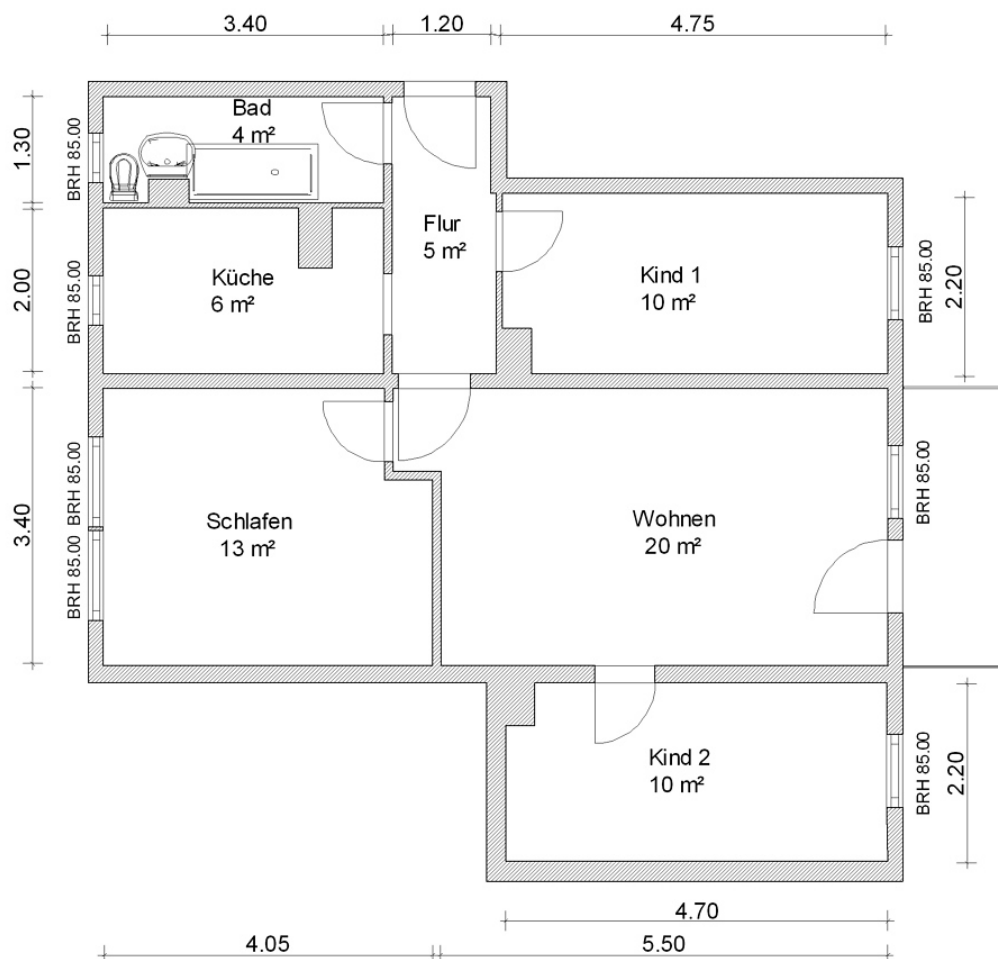 3.40
1.20
4.75
1.30
BRH 85.00
Bad
4 m²
2.00
BRH 85.00
Küche
6 m²
Flur
5 m²
Kind 1
10 m²
BRH 85.00
2.20
3.40
BRH 85.00
BRH 85.00
Schlafen
13 m²
Wohnen
20 m²
BRH 85.00
Kind 2
10 m²
BRH 85.00
2.20
4.70
4.05
5.50